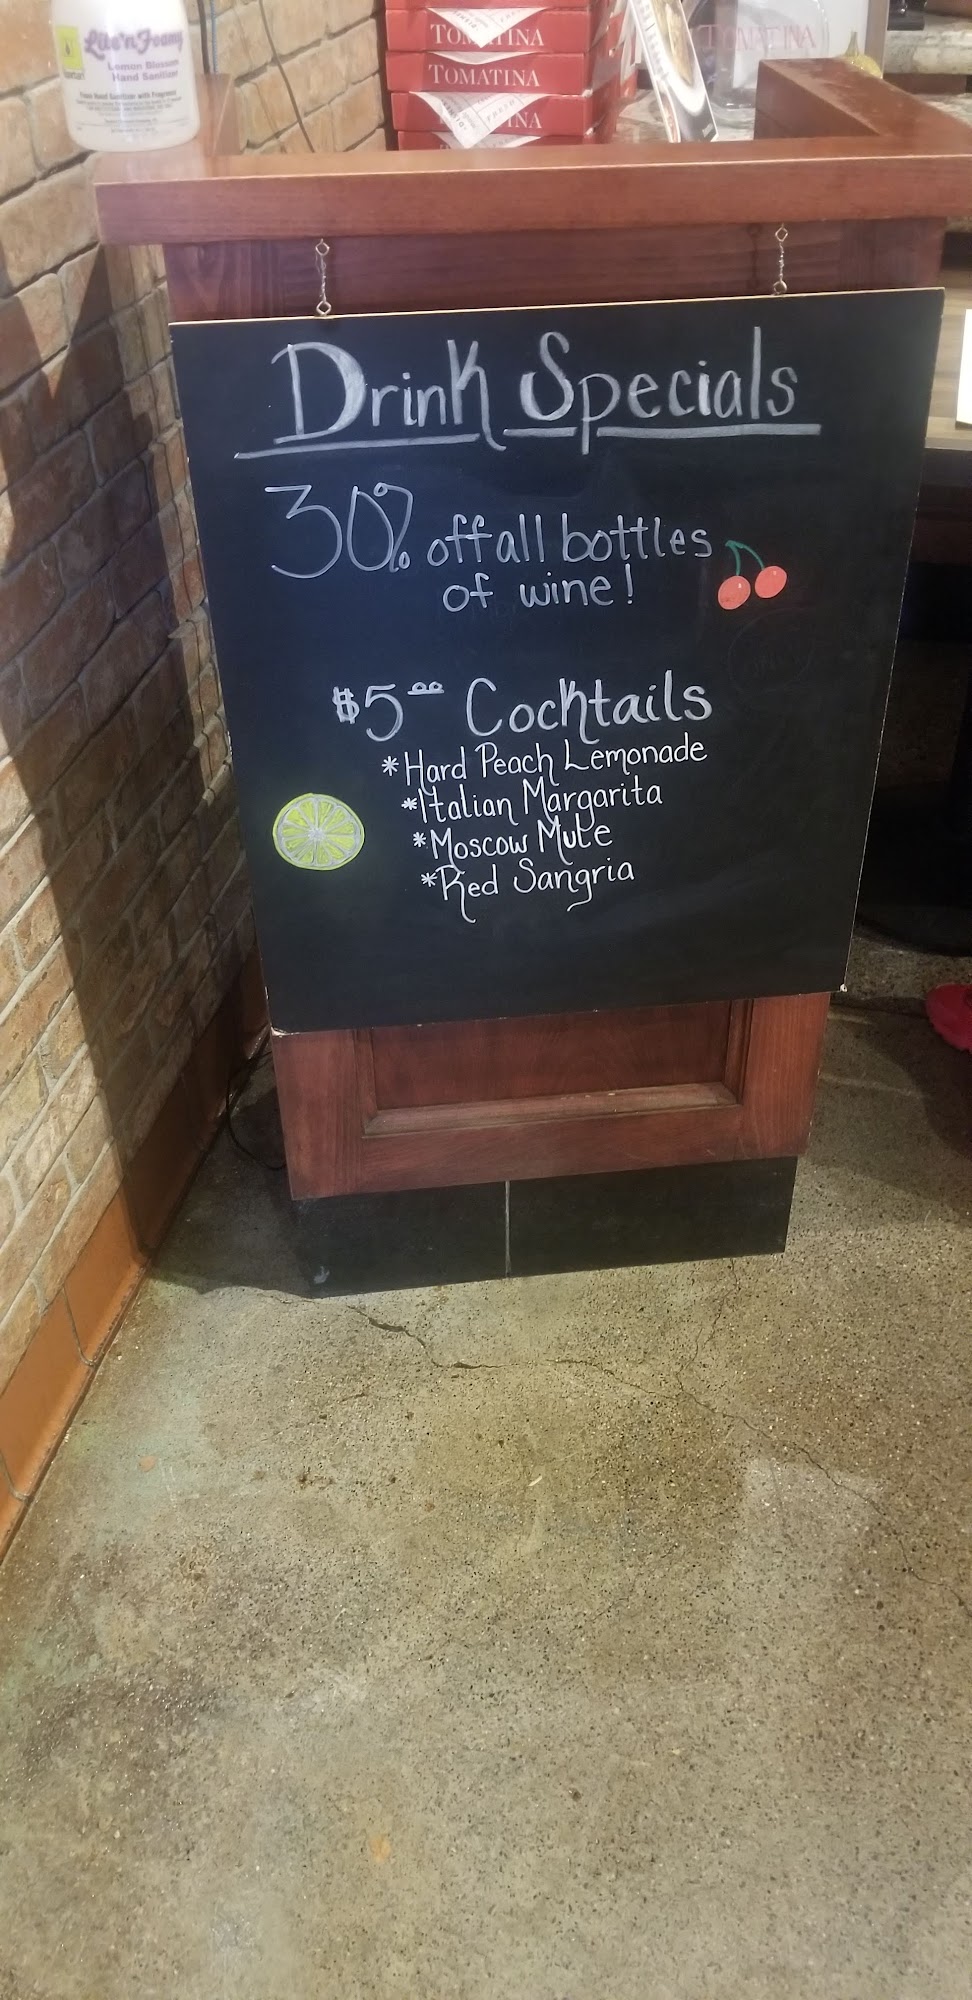 Lite'n Foamy
Lemon Blossom
Hand Sanitizer
TOMATINA
TOMATINA
TOMATINA
INA
Drink Specials
30% off all bottles
of wine!
$5.00 Cocktails
*Hard Peach Lemonade
*Italian Margarita
*Moscow Mule
*Red Sangria